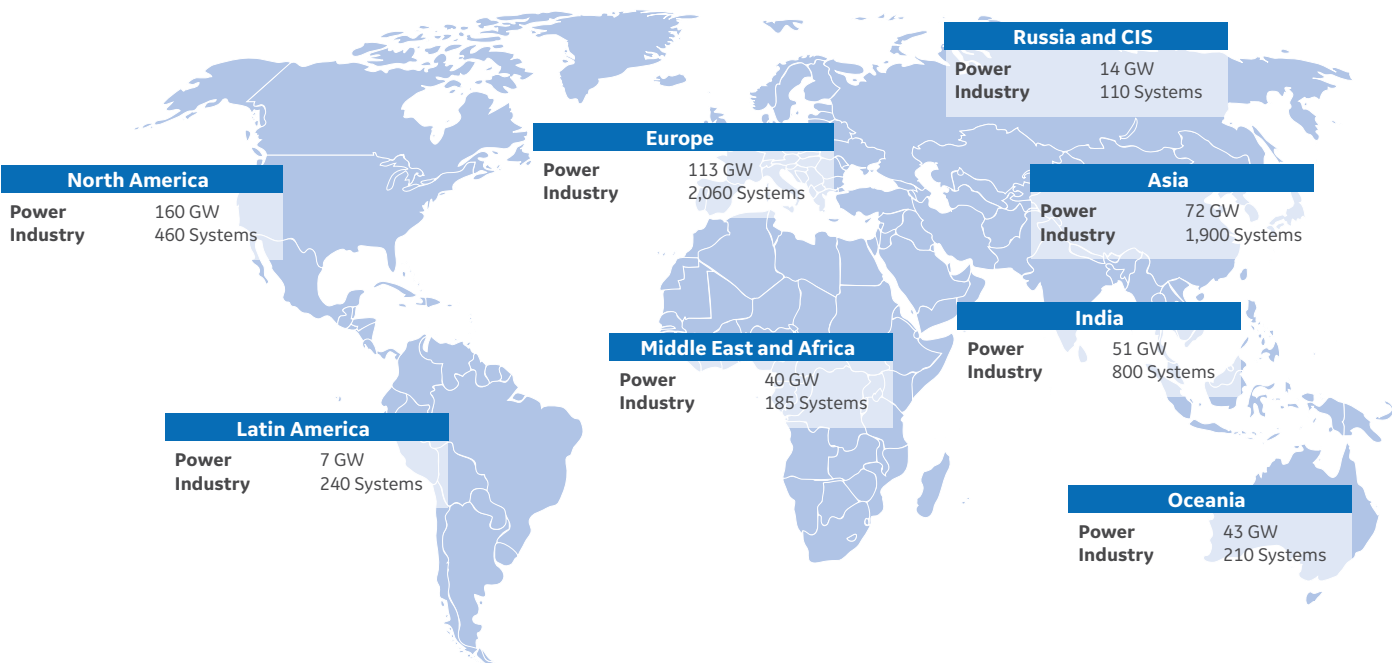 Russia and CIS
Power 14 GW
Industry 110 Systems
Europe
Power 113 GW
Industry 2,060 Systems
North America
Power 160 GW
Industry 460 Systems
Asia
Power 72 GW
Industry 1,900 Systems
India
Power 51 GW
Industry 800 Systems
Middle East and Africa
Power 40 GW
Industry 185 Systems
Latin America
Power 7 GW
Industry 240 Systems
Oceania
Power 43 GW
Industry 210 Systems